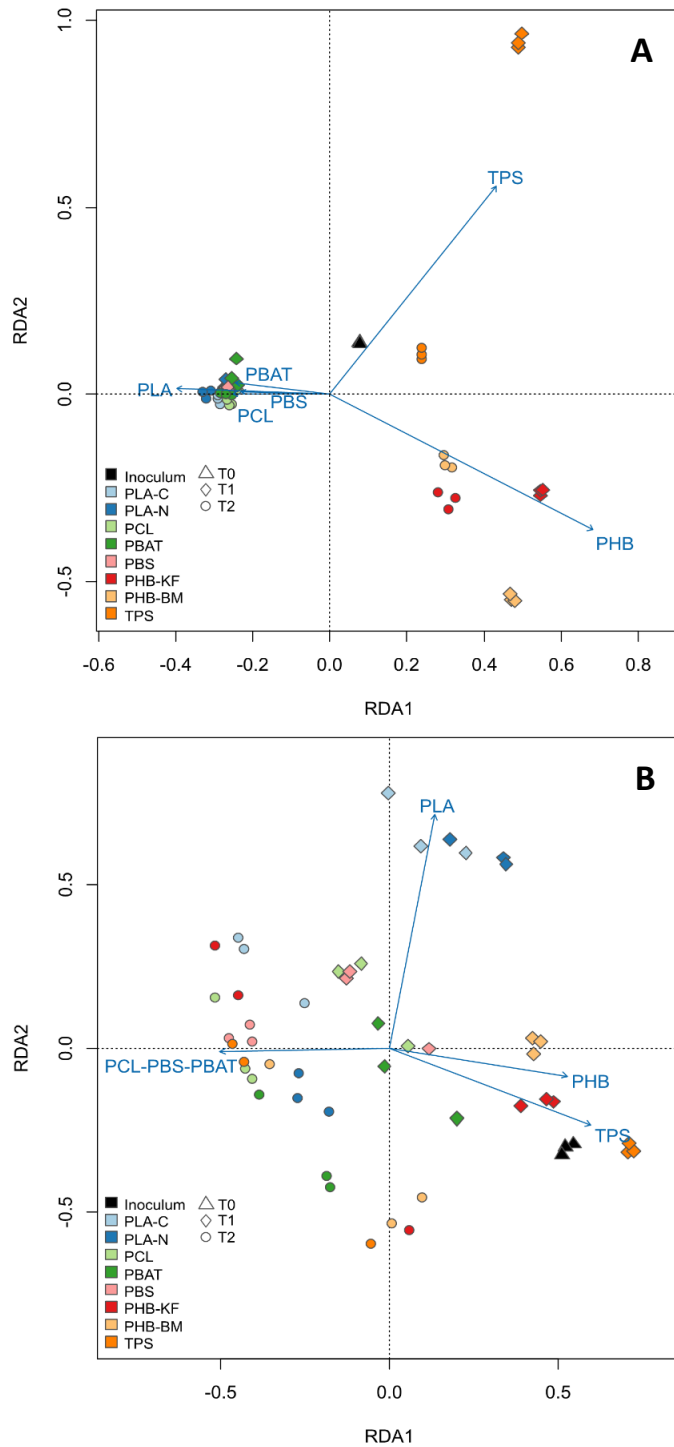 A
1.0
0.5
0.0
-0.5
RDA2
TPS
PBAT
PLA
PBS
PCL
PHB
Inoculum T0
PLA-C T1
PLA-N T2
PCL
PBAT
PBS
PHB-KF
PHB-BM
TPS
-0.6 -0.4 -0.2 0.0 0.2 0.4 0.6 0.8
RDA1
B
PLA
0.5
0.0
-0.5
RDA2
PCL-PBS-PBAT
PHB
TPS
Inoculum T0
PLA-C T1
PLA-N T2
PCL
PBAT
PBS
PHB-KF
PHB-BM
TPS
-0.5 0.0 0.5
RDA1